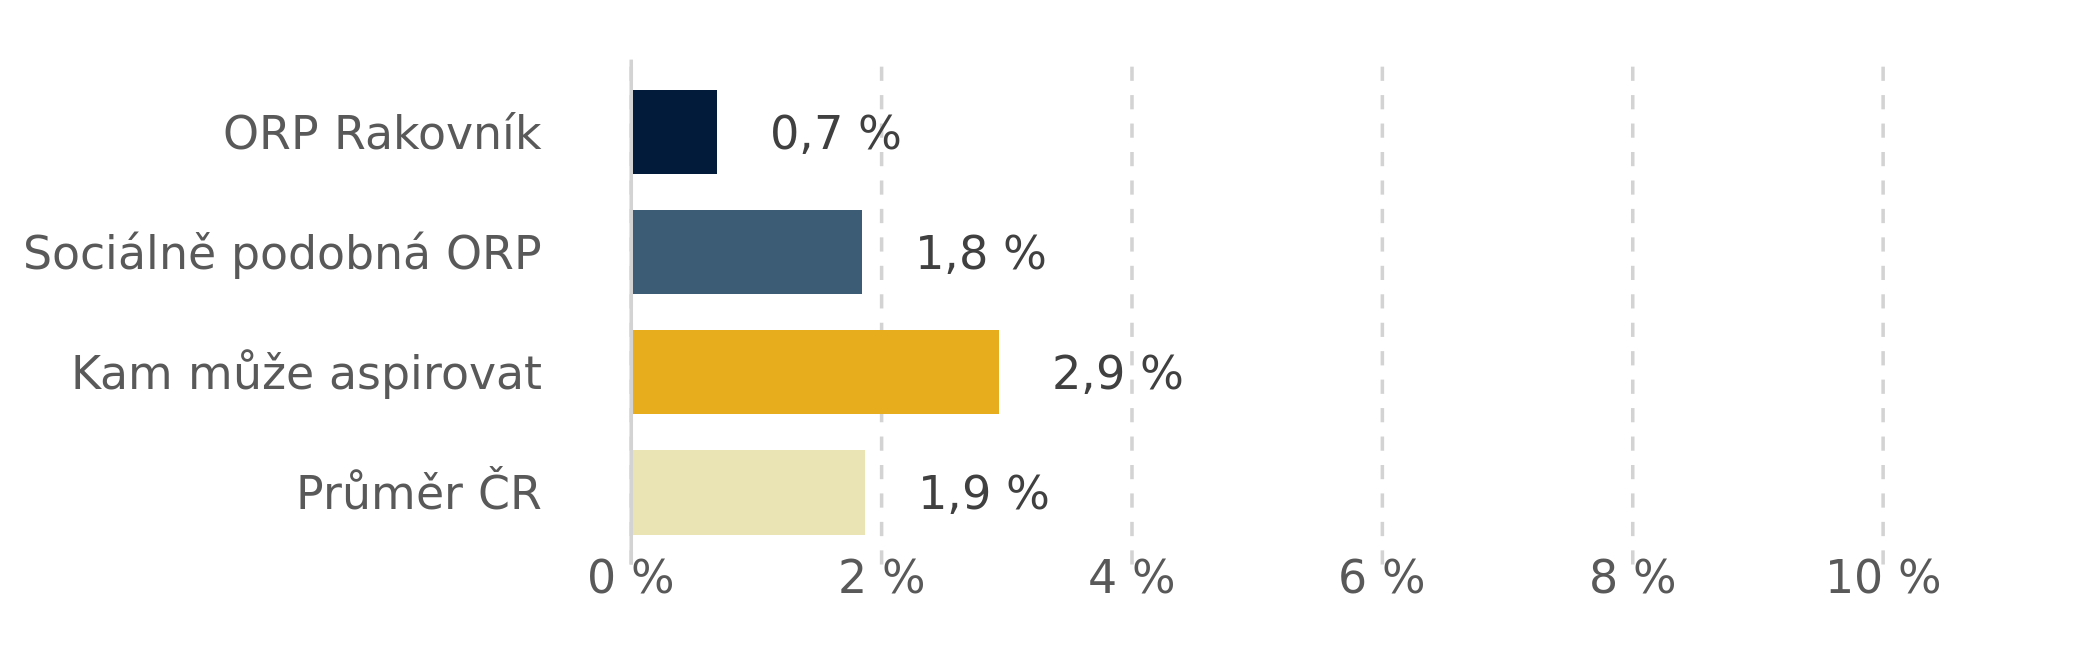 ORP Rakovník 0,7 %
Sociálně podobná ORP 1,8 %
Kam může aspirovat 2,9 %
Průměr ČR 1,9 %
0 % 2 % 4 % 6 % 8 % 10 %